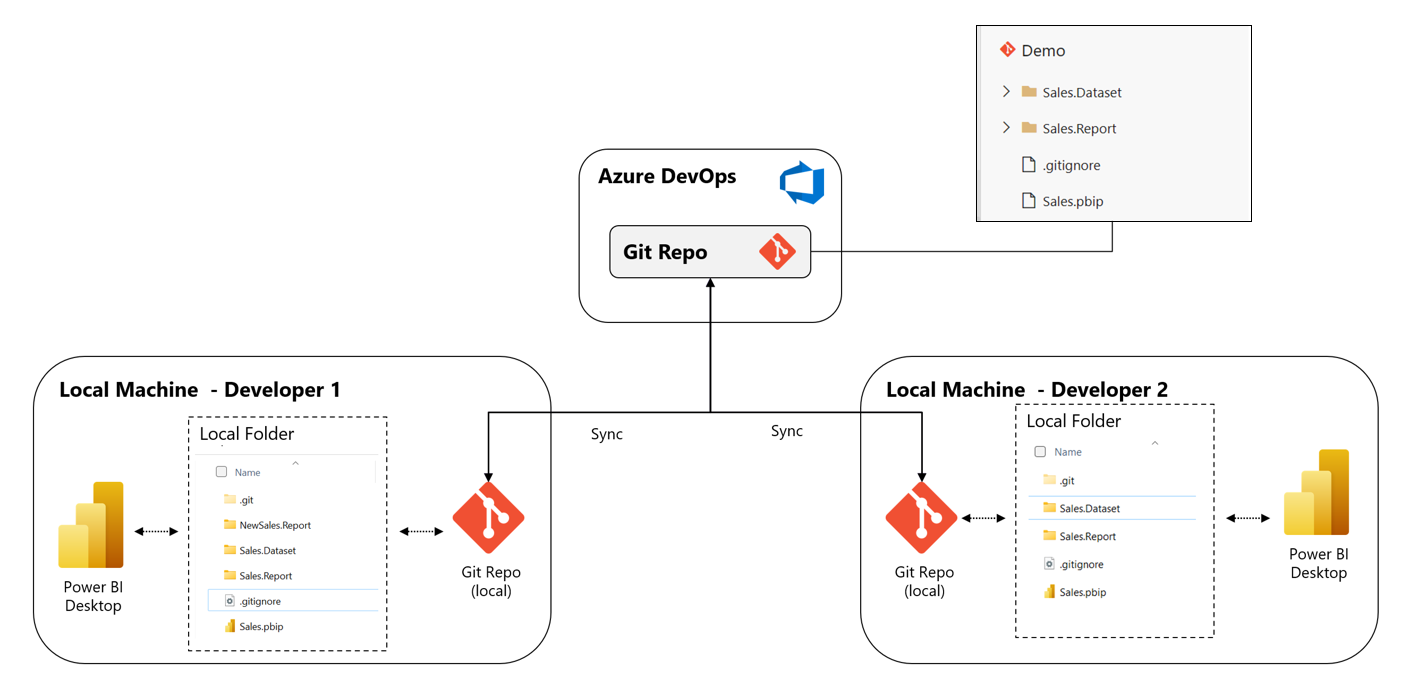 Demo
Sales.Dataset
Sales.Report
.gitignore
Sales.pbip
Azure DevOps
Git Repo
Local Machine - Developer 1
Local Folder
Name
.git
NewSales.Report
Sales.Dataset
Sales.Report
.gitignore
Sales.pbip
Power BI
Desktop
Git Repo
(local)
Sync
Sync
Local Machine - Developer 2
Local Folder
Name
.git
Sales.Dataset
Sales.Report
.gitignore
Sales.pbip
Git Repo
(local)
Power BI
Desktop